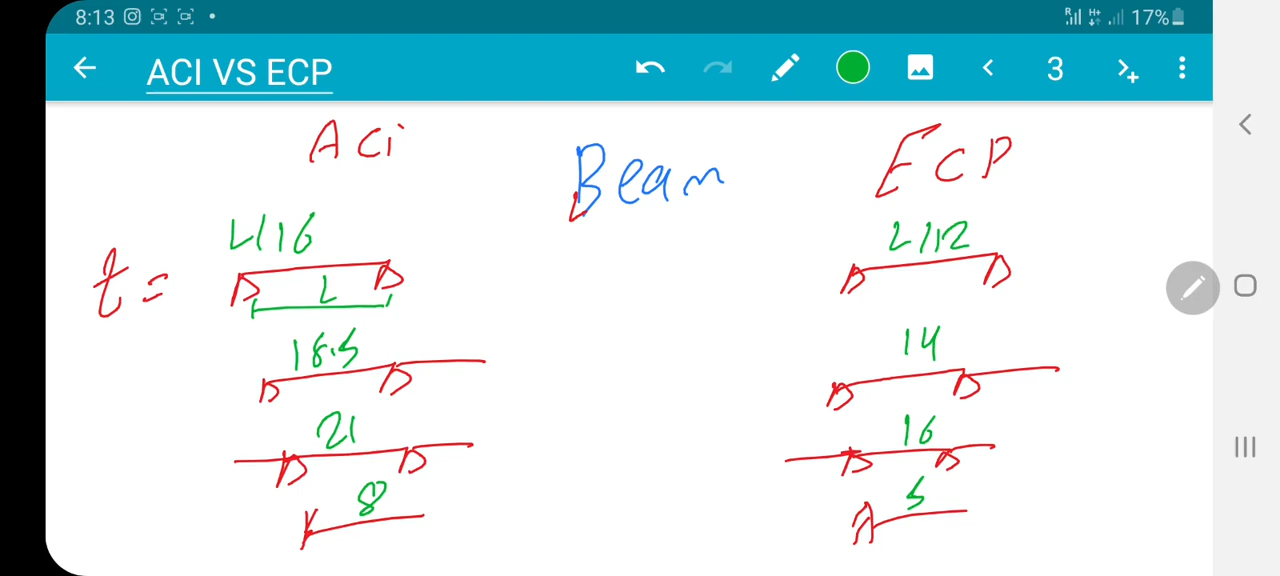 8:13 17%
ACI VS ECP 3
ACi Beam ECP
t = L/16 L/12
L
18.5 14
21 16
8 5